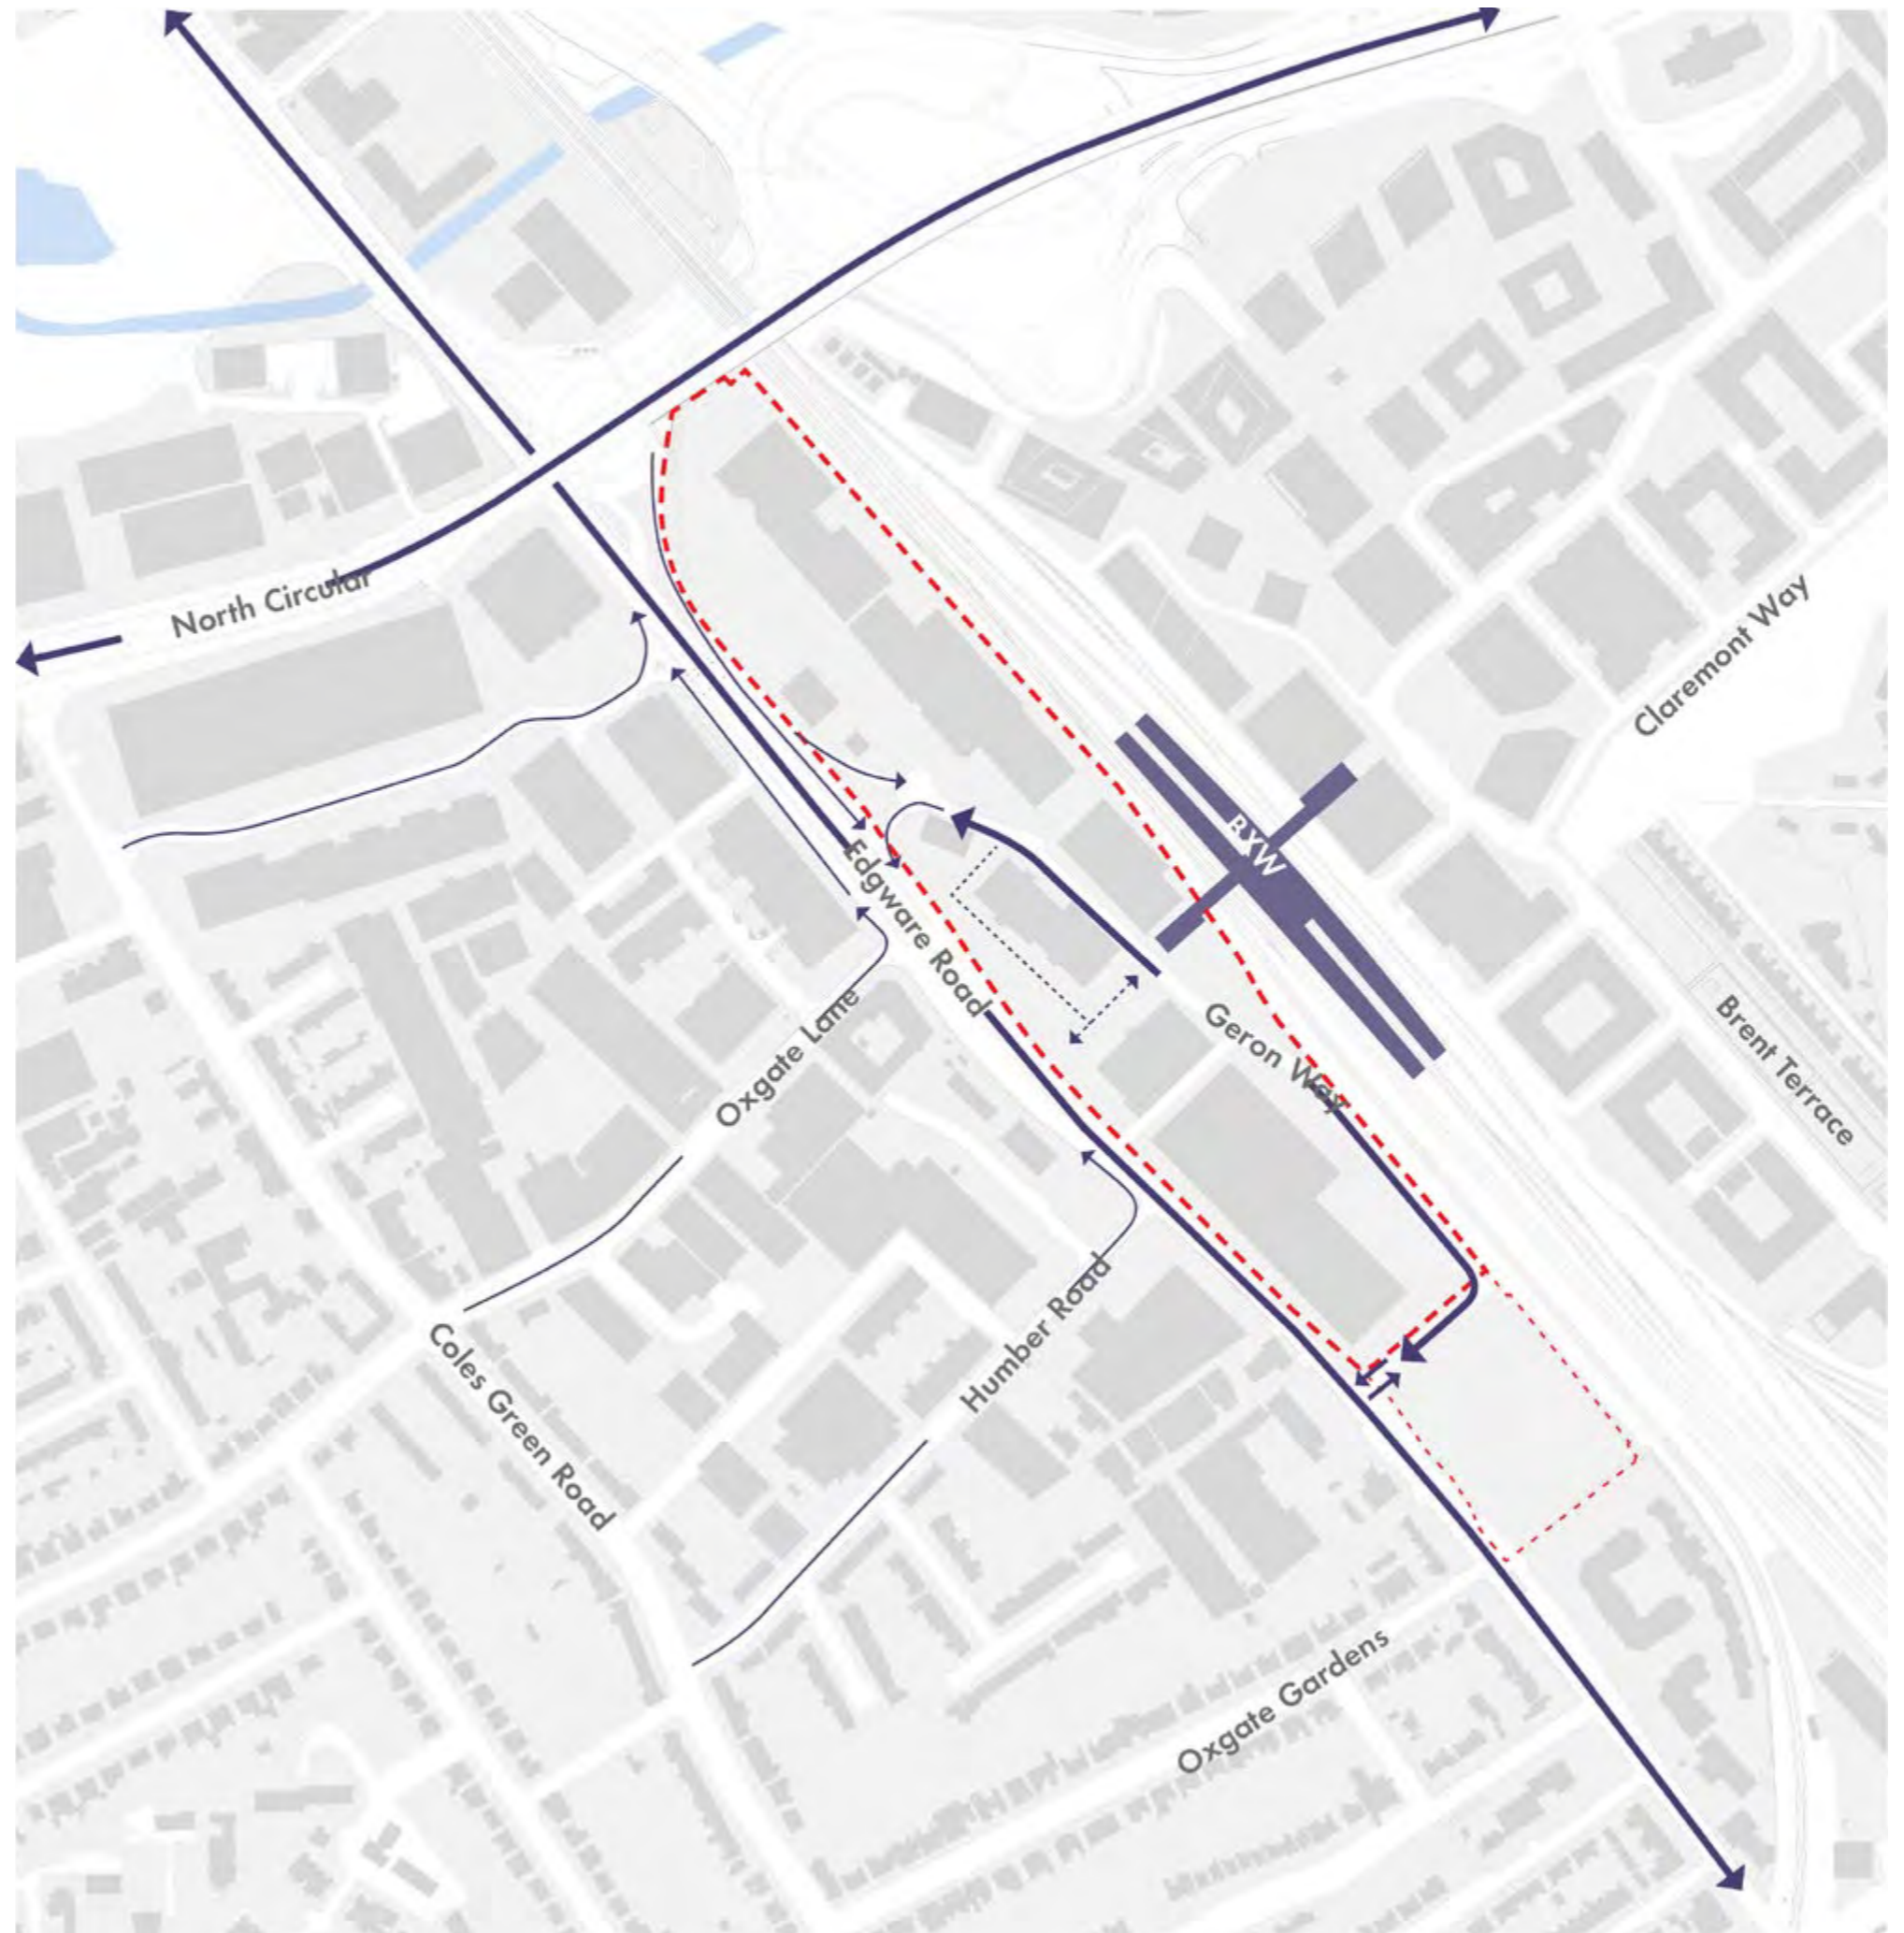 North Circular
Claremont Way
BXW
Edgware Road
Geron Way
Brent Terrace
Oxgate Lane
Humber Road
Coles Green Road
Oxgate Gardens